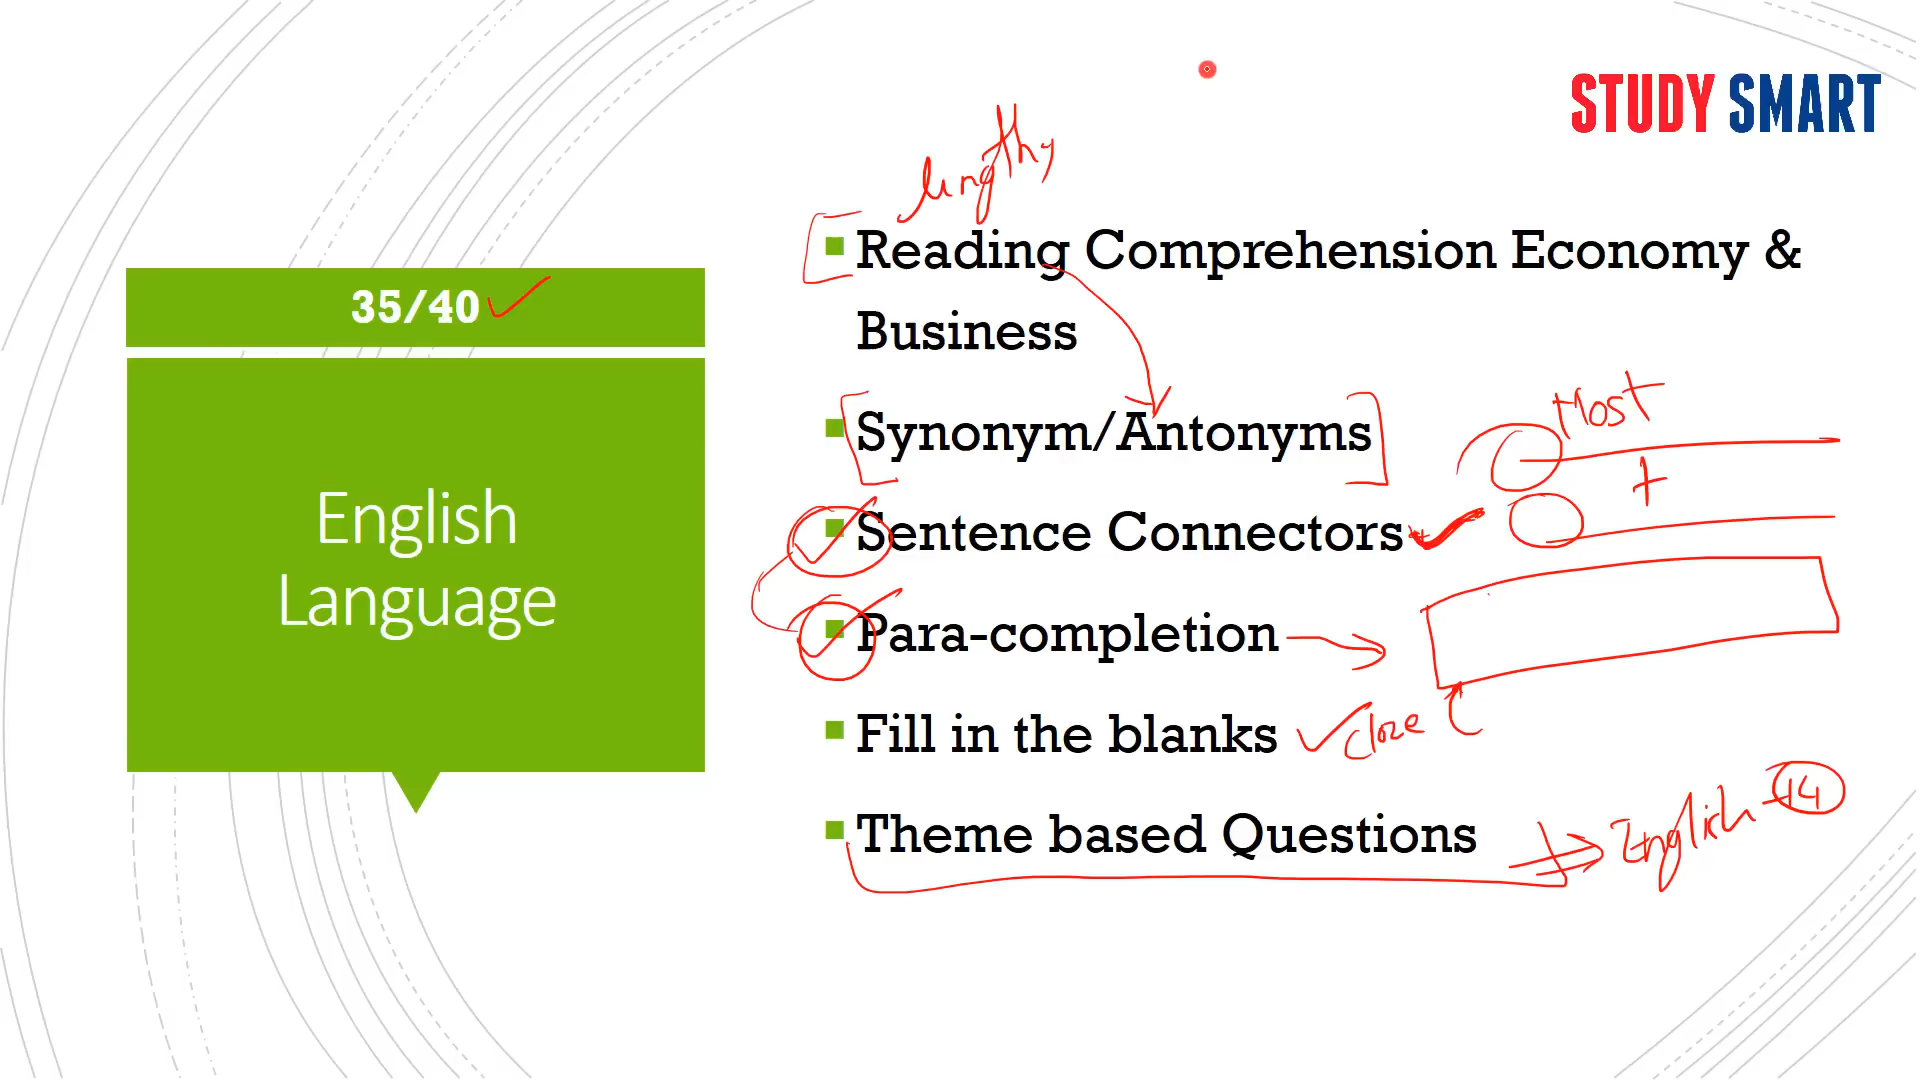 STUDY SMART
lengthy
35/40
English
Language
Reading Comprehension Economy &
Business
Synonym/Antonyms
Most
+
Sentence Connectors
Para-completion
Fill in the blanks
Cloze
Theme based Questions
English - 14